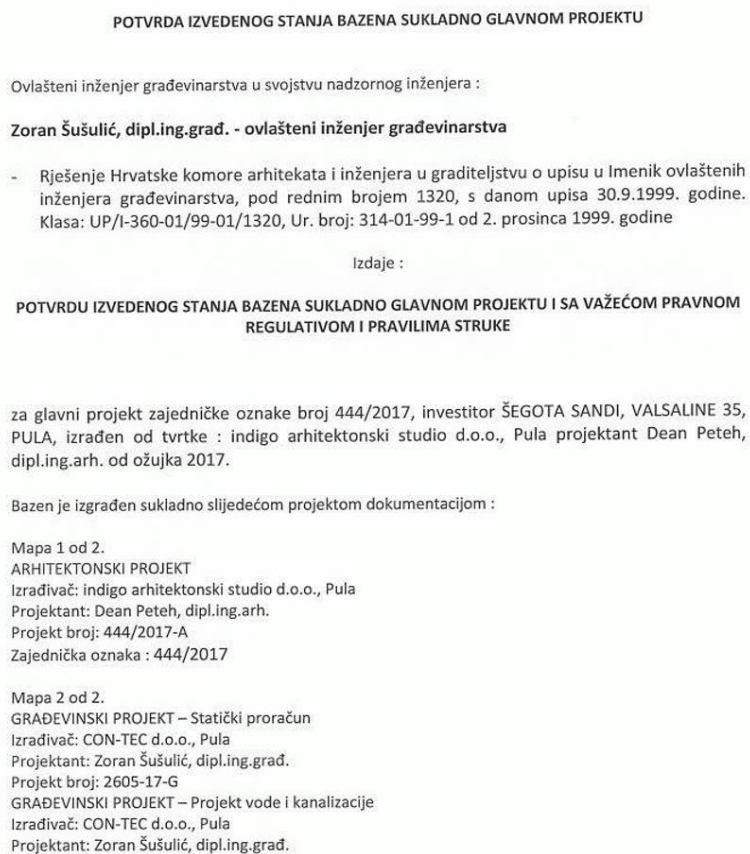 POTVRDA IZVEDENOG STANJA BAZENA SUKLADNO GLAVNOM PROJEKTU
Ovlašteni inženjer građevinarstva u svojstvu nadzornog inženjera :
Zoran Šušulić, dipl.ing.građ. - ovlašteni inženjer građevinarstva
- Rješenje Hrvatske komore arhitekata i inženjera u graditeljstvu o upisu u Imenik ovlaštenih
inženjera građevinarstva, pod rednim brojem 1320, s danom upisa 30.9.1999. godine.
Klasa: UP/I-360-01/99-01/1320, Ur. broj: 314-01-99-1 od 2. prosinca 1999. godine
Izdaje :
POTVRDU IZVEDENOG STANJA BAZENA SUKLADNO GLAVNOM PROJEKTU I SA VAŽEĆOM PRAVNOM
REGULATIVOM I PRAVILIMA STRUKE
za glavni projekt zajedničke oznake broj 444/2017, investitor ŠEGOTA SANDI, VALSALINE 35,
PULA, izrađen od tvrtke : indigo arhitektonski studio d.o.o., Pula projektant Dean Peteh,
dipl.ing.arh. od ožujka 2017.
Bazen je izgrađen sukladno slijedećom projektom dokumentacijom :
Mapa 1 od 2.
ARHITEKTONSKI PROJEKT
Izrađivač: indigo arhitektonski studio d.o.o., Pula
Projektant: Dean Peteh, dipl.ing.arh.
Projekt broj: 444/2017-A
Zajednička oznaka : 444/2017
Mapa 2 od 2.
GRAĐEVINSKI PROJEKT – Statički proračun
Izrađivač: CON-TEC d.o.o., Pula
Projektant: Zoran Šušulić, dipl.ing.građ.
Projekt broj: 2605-17-G
GRAĐEVINSKI PROJEKT – Projekt vode i kanalizacije
Izrađivač: CON-TEC d.o.o., Pula
Projektant: Zoran Šušulić, dipl.ing.građ.